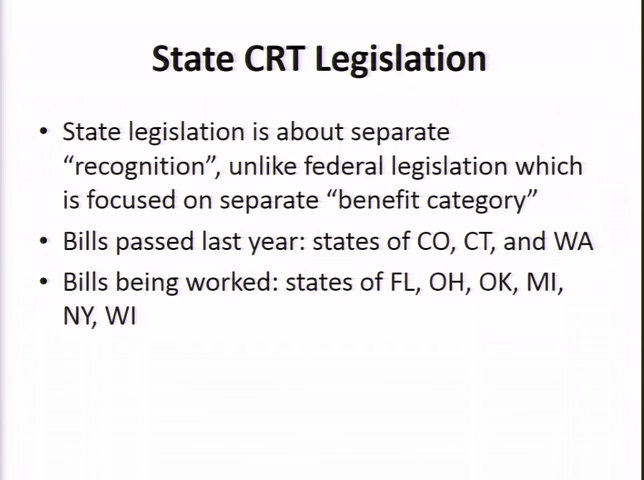 State CRT Legislation
• State legislation is about separate
“recognition”, unlike federal legislation which
is focused on separate “benefit category”
• Bills passed last year: states of CO, CT, and WA
• Bills being worked: states of FL, OH, OK, MI,
NY, WI